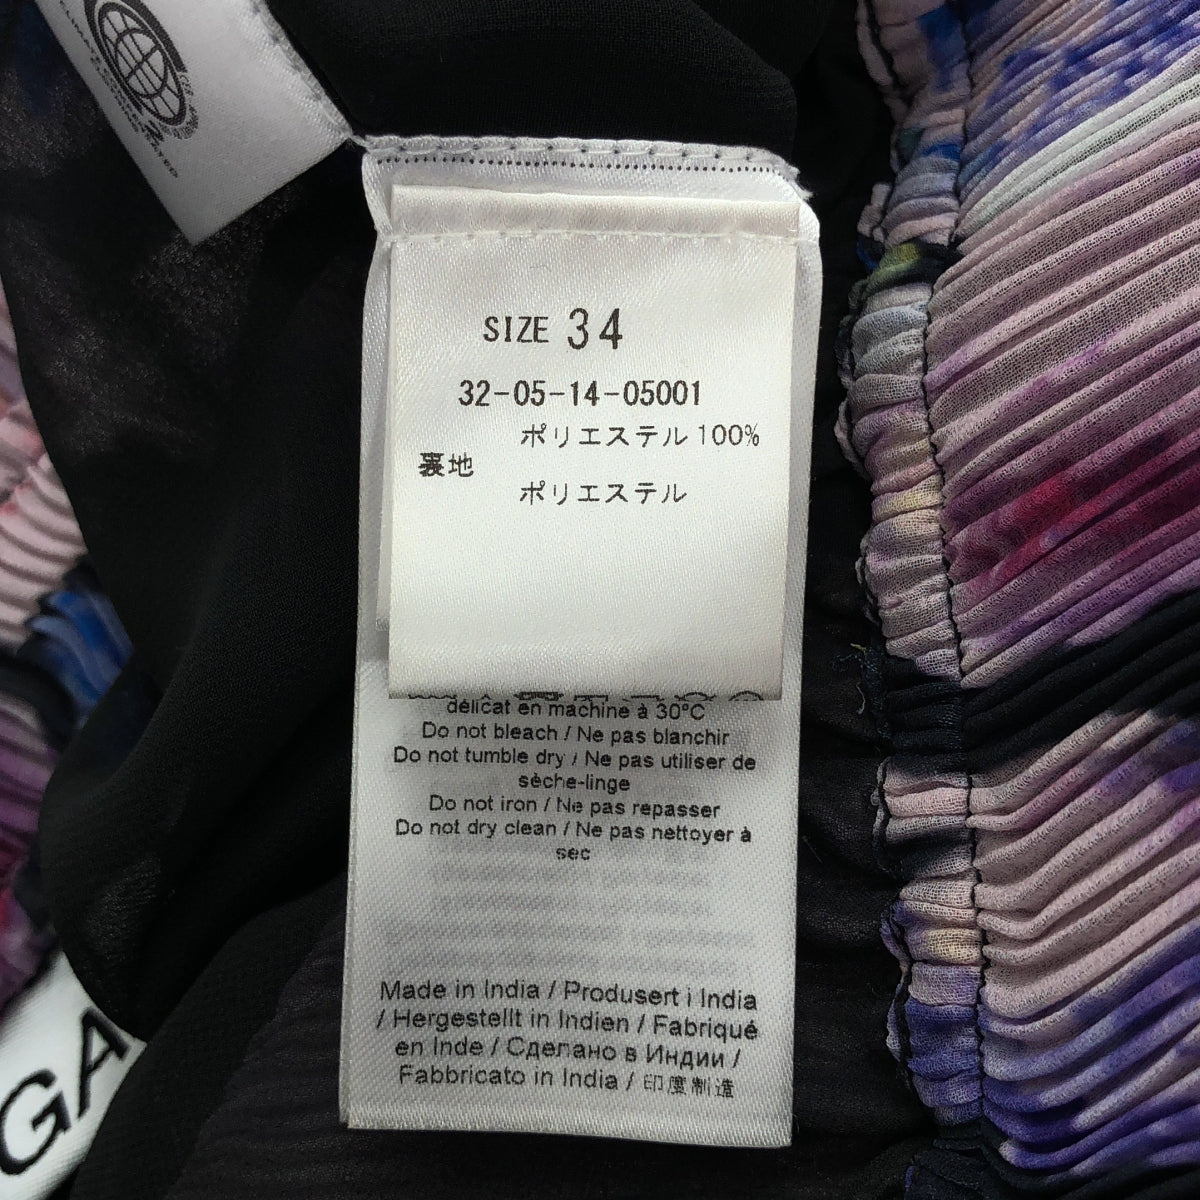 SIZE 34
32-05-14-05001
ポリエステル 100%
裏地
ポリエステル
délicat en machine à 30°C
Do not bleach / Ne pas blanchir
Do not tumble dry / Ne pas utiliser de
sèche-linge
Do not iron / Ne pas repasser
Do not dry clean / Ne pas nettoyer à
sec
Made in India / Produsert i India
/ Hergestellt in Indien / Fabriqué
en Inde / Сделано в Индии /
Fabbricato in India / 印度制造
GA